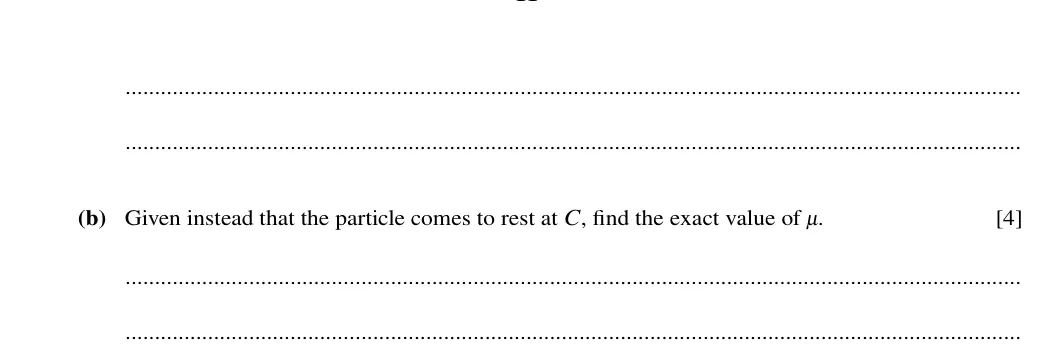 (b) Given instead that the particle comes to rest at C, find the exact value of μ. [4]